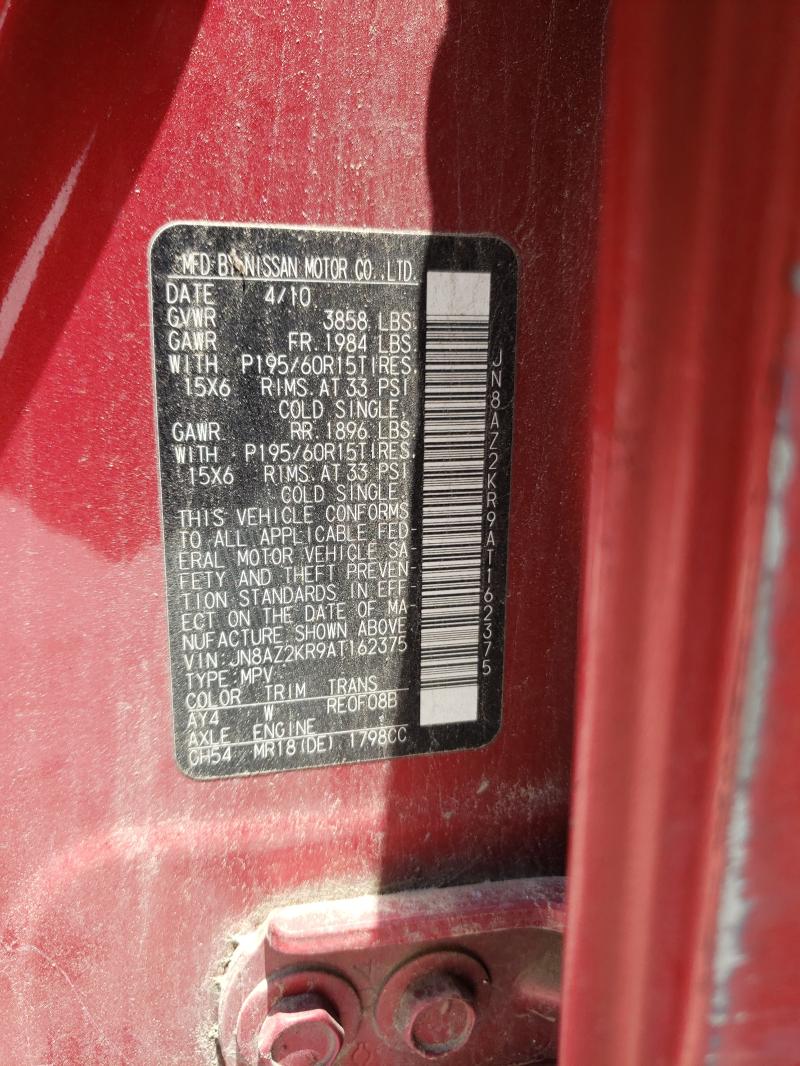 MFD.BY NISSAN MOTOR CO.,LTD.
DATE 4/10
GVWR 3858 LBS
GAWR FR.1984 LBS
WITH P195/60R15TIRES.
15X6 RIMS.AT 33 PSI
COLD SINGLE.
GAWR RR.1896 LBS
WITH P195/60R15TIRES.
15X6 RIMS.AT 33 PSI
COLD SINGLE.
THIS VEHICLE CONFORMS
TO ALL APPLICABLE FED-
ERAL MOTOR VEHICLE SA-
FETY AND THEFT PREVEN-
TION STANDARDS IN EFF
ECT ON THE DATE OF MA-
NUFACTURE SHOWN ABOVE
VIN:JN8AZ2KR9AT162375
TYPE:MPV
COLOR TRIM TRANS
AY4 W RE0F08B
AXLE ENGINE
CH54 MR18(DE) 1798CC
JN8AZ2KR9AT162375